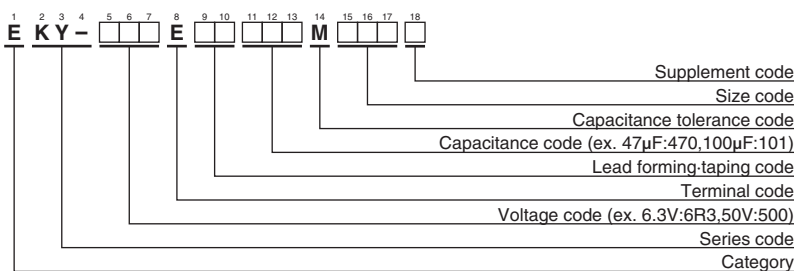 1 2 3 4 5 6 7 8 9 10 11 12 13 14 15 16 17 18
E K Y – □□□ E □□ □□□ M □□□ □
Supplement code
Size code
Capacitance tolerance code
Capacitance code (ex. 47μF:470,100μF:101)
Lead forming·taping code
Terminal code
Voltage code (ex. 6.3V:6R3,50V:500)
Series code
Category